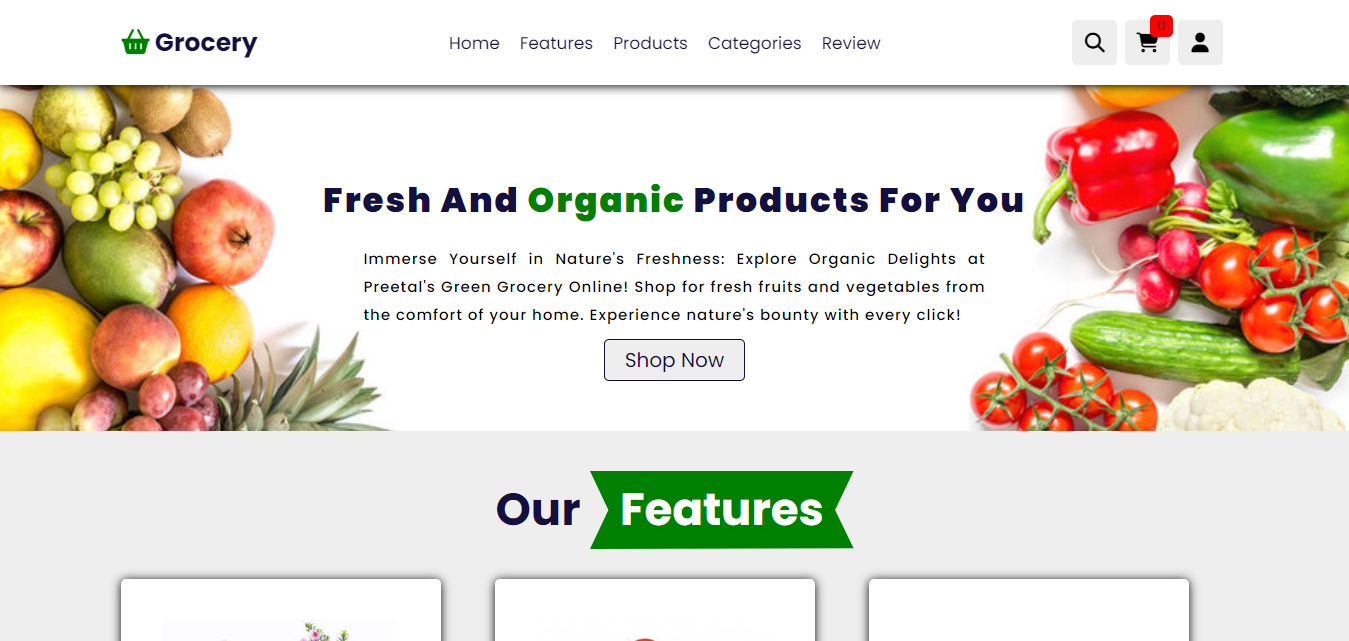 Grocery
Home Features Products Categories Review
0
Fresh And Organic Products For You
Immerse Yourself in Nature's Freshness: Explore Organic Delights at
Preetal's Green Grocery Online! Shop for fresh fruits and vegetables from
the comfort of your home. Experience nature's bounty with every click!
Shop Now
Our Features